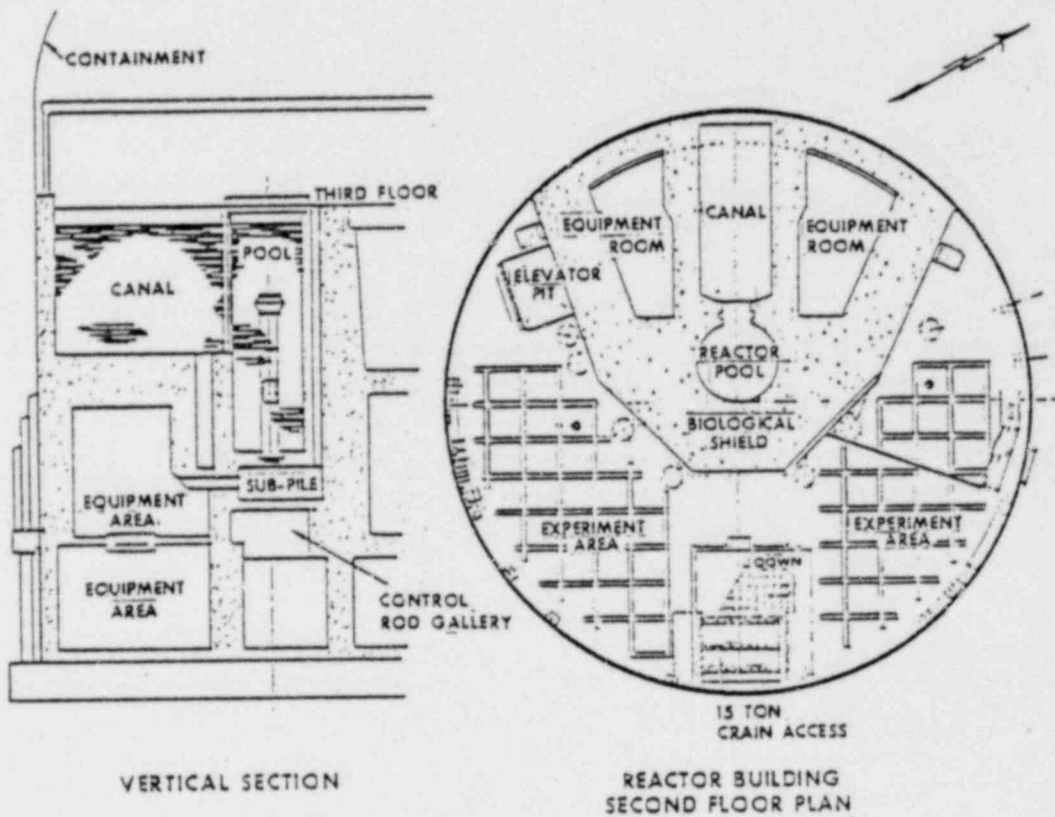 CONTAINMENT
THIRD FLOOR
POOL
CANAL
SUB-PILE
EQUIPMENT
AREA
EQUIPMENT
AREA
CONTROL
ROD GALLERY
VERTICAL SECTION
CANAL
EQUIPMENT
ROOM
EQUIPMENT
ROOM
ELEVATOR
PIT
REACTOR
POOL
BIOLOGICAL
SHIELD
EXPERIMENT
AREA
EXPERIMENT
AREA
DOWN
15 TON
CRAIN ACCESS
REACTOR BUILDING
SECOND FLOOR PLAN